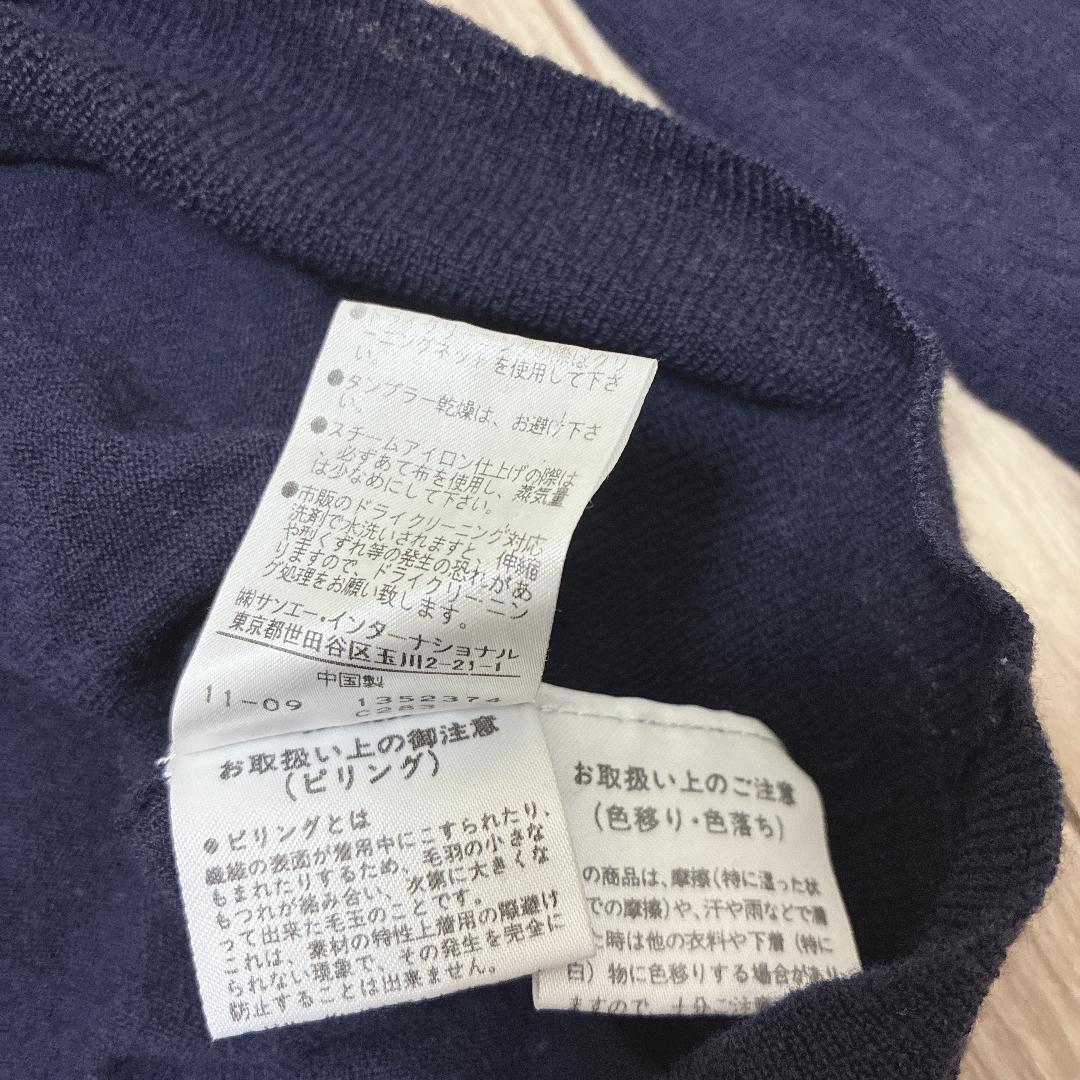 の際はクリ
ーニングネットを使用して下さ
い。
●タンブラー乾燥は、お避け下さ
い。
●スチームアイロン仕上げの際は
、必ずあて布を使用し、蒸気量
は少なめにして下さい。
●市販のドライクリーニング対応
洗剤で水洗いされますと、伸縮
や型くずれ等の発生の恐れがあ
りますので、ドライクリーニン
グ処理をお願い致します。
㈱サンエー・インターナショナル
東京都世田谷区玉川2-21-1
中国製
11-09 1352374
お取扱い上の御注意
(ピリング)
●ピリングとは
繊維の表面が着用中にこすられたり、
もまれたりするため、毛羽の小さな
もつれが絡み合い、次第に大きくな
って出来た毛玉のことです。
これは、素材の特性上着用の際避け
られない現象で、その発生を完全に
防止することは出来ません。
お取扱い上のご注意
(色移り・色落ち)
の商品は、摩擦(特に湿った状
での摩擦)や、汗や雨などで濡
た時は他の衣料や下着(特に
白)物に色移りする場合があり
ますので、十分ご注意